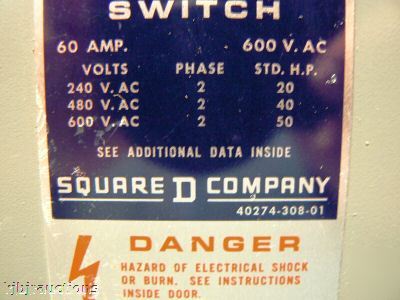 SWITCH
60 AMP. 600 V. AC
VOLTS PHASE STD. H.P.
240 V. AC 2 20
480 V. AC 2 40
600 V. AC 2 50
SEE ADDITIONAL DATA INSIDE
SQUARE D COMPANY
40274-308-01
DANGER
HAZARD OF ELECTRICAL SHOCK
OR BURN. SEE INSTRUCTIONS
INSIDE DOOR.